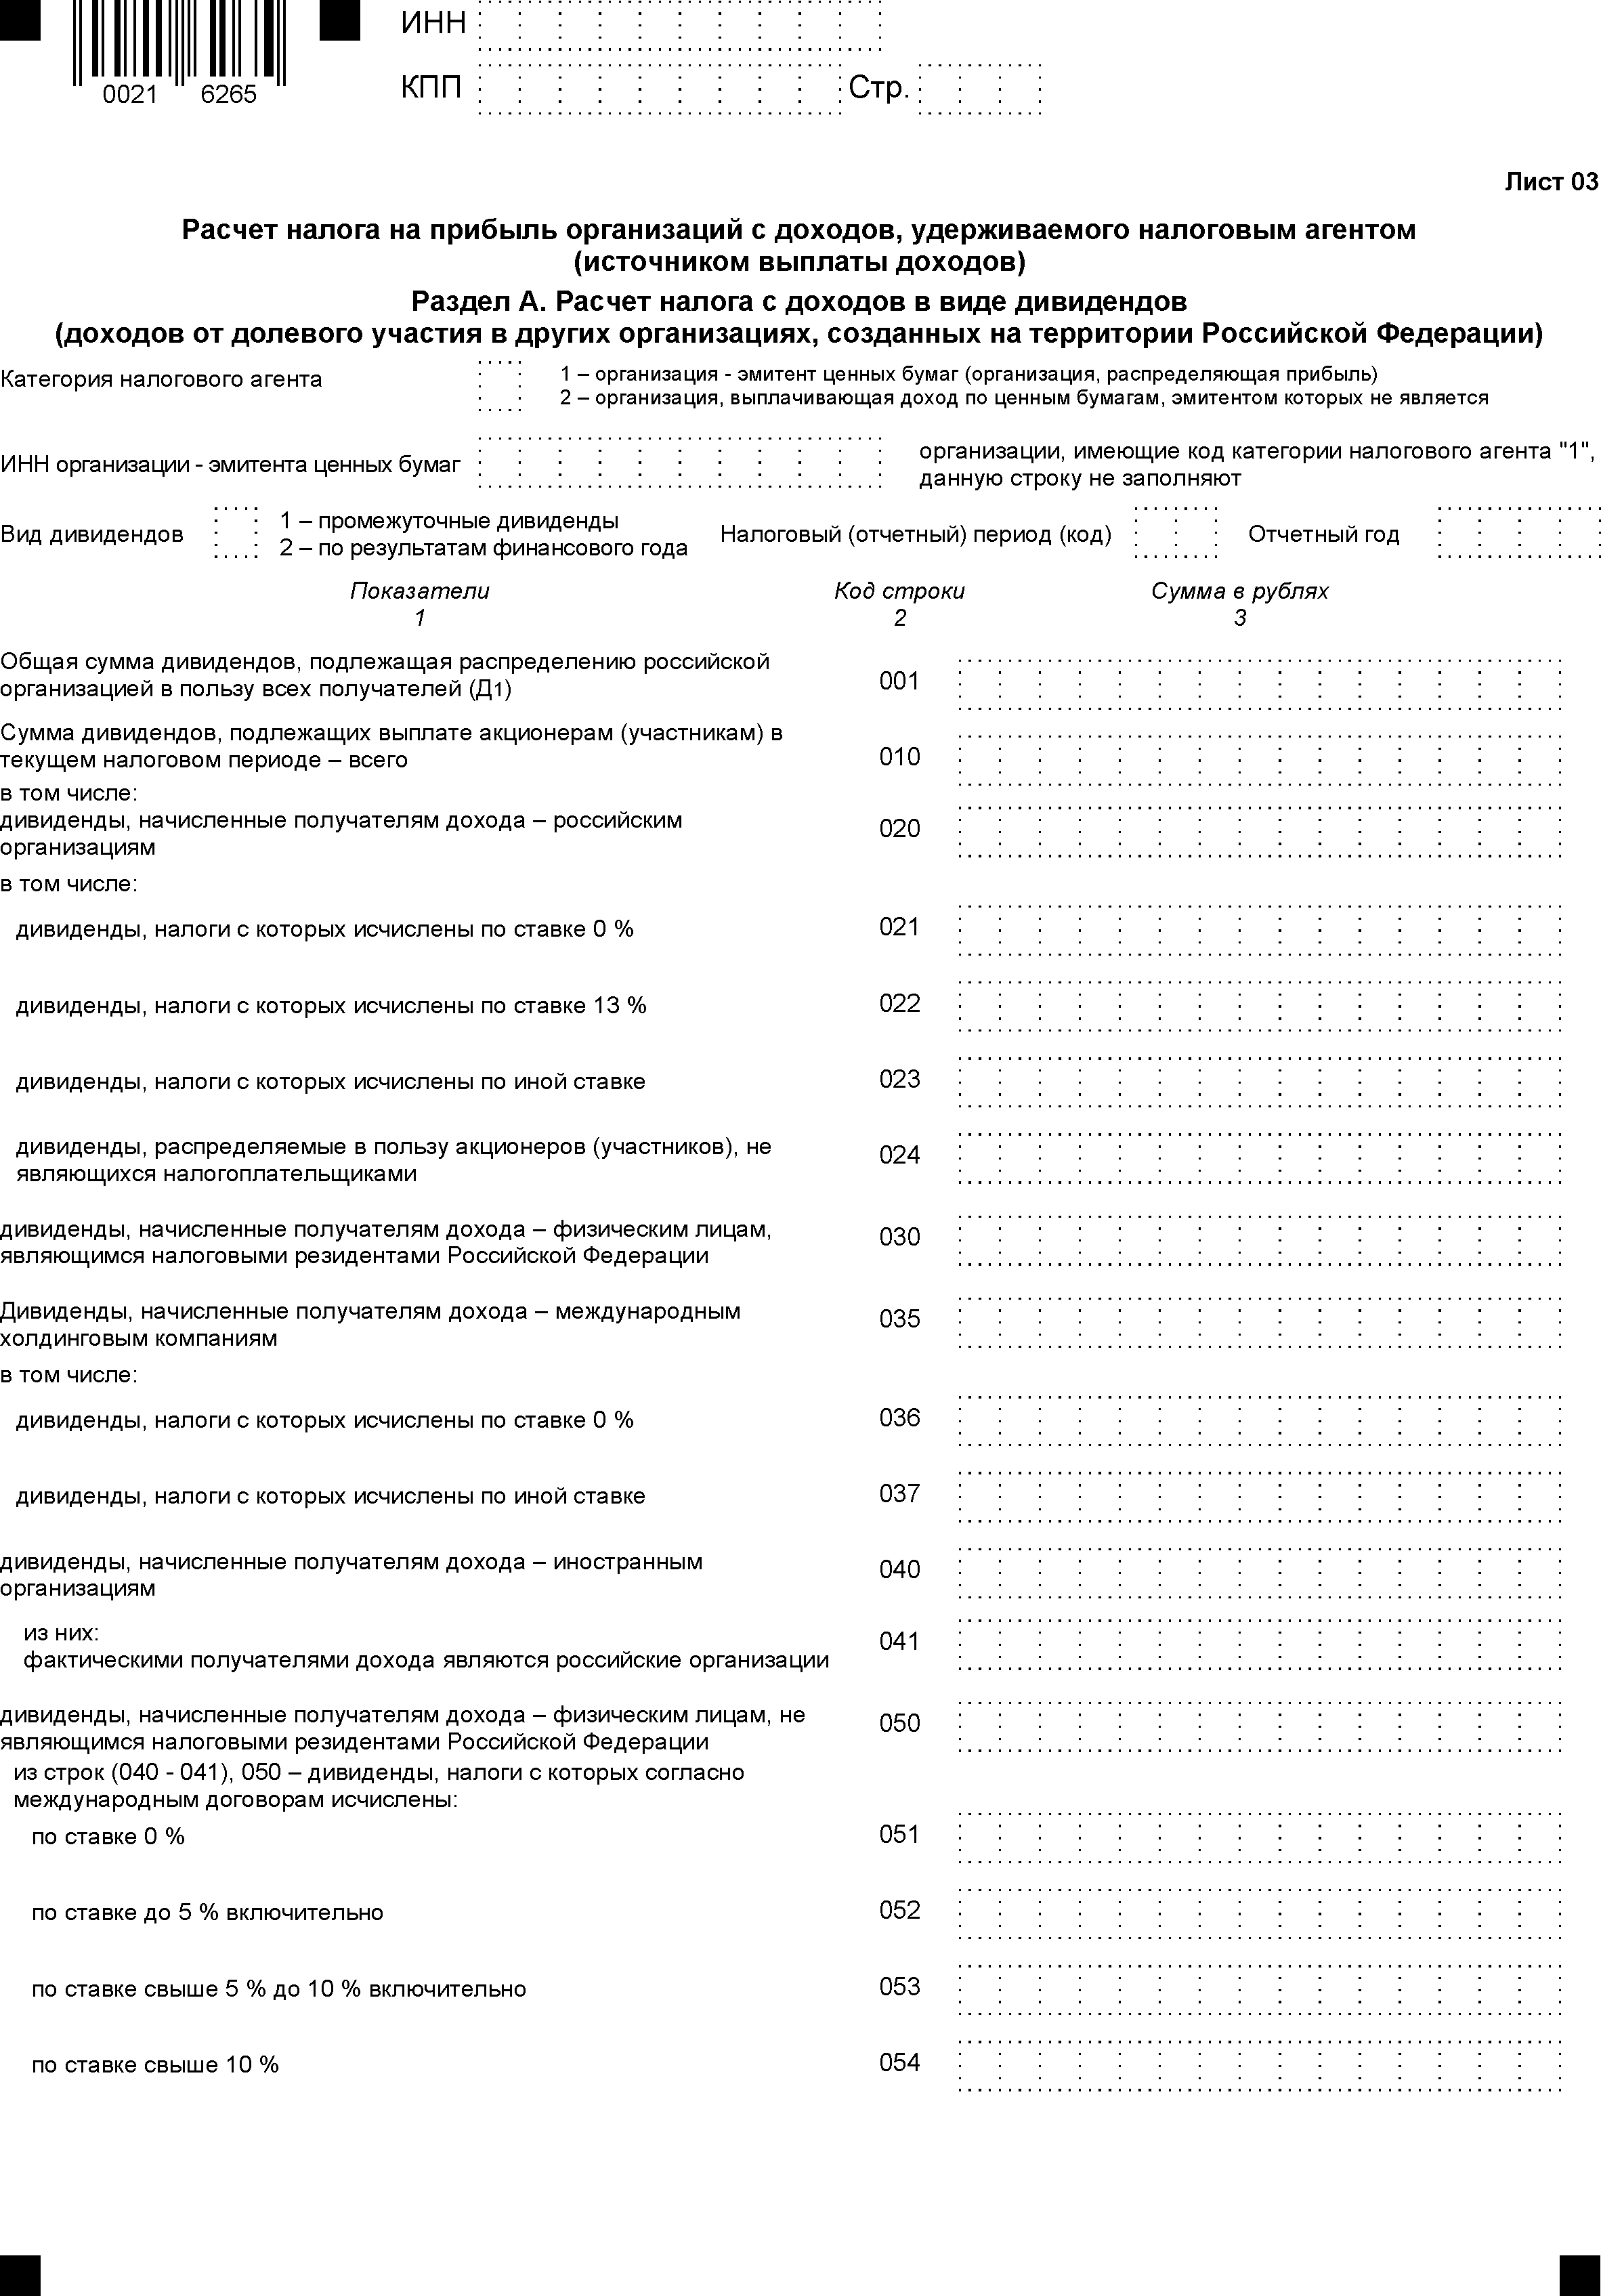 0021 6265
ИНН
КПП
Стр.
Лист 03
Расчет налога на прибыль организаций с доходов, удерживаемого налоговым агентом
(источником выплаты доходов)
Раздел А. Расчет налога с доходов в виде дивидендов
(доходов от долевого участия в других организациях, созданных на территории Российской Федерации)
Категория налогового агента
1 – организация - эмитент ценных бумаг (организация, распределяющая прибыль)
2 – организация, выплачивающая доход по ценным бумагам, эмитентом которых не является
ИНН организации - эмитента ценных бумаг
организации, имеющие код категории налогового агента "1",
данную строку не заполняют
Вид дивидендов
1 – промежуточные дивиденды
2 – по результатам финансового года
Налоговый (отчетный) период (код)
Отчетный год
Показатели Код строки Сумма в рублях
1 2 3
Общая сумма дивидендов, подлежащая распределению российской
организацией в пользу всех получателей (Д1)
001
Сумма дивидендов, подлежащих выплате акционерам (участникам) в
текущем налоговом периоде – всего
010
в том числе:
дивиденды, начисленные получателям дохода – российским
организациям
020
в том числе:
дивиденды, налоги с которых исчислены по ставке 0 %
021
дивиденды, налоги с которых исчислены по ставке 13 %
022
дивиденды, налоги с которых исчислены по иной ставке
023
дивиденды, распределяемые в пользу акционеров (участников), не
являющихся налогоплательщиками
024
дивиденды, начисленные получателям дохода – физическим лицам,
являющимся налоговыми резидентами Российской Федерации
030
Дивиденды, начисленные получателям дохода – международным
холдинговым компаниям
035
в том числе:
дивиденды, налоги с которых исчислены по ставке 0 %
036
дивиденды, налоги с которых исчислены по иной ставке
037
дивиденды, начисленные получателям дохода – иностранным
организациям
040
из них:
фактическими получателями дохода являются российские организации
041
дивиденды, начисленные получателям дохода – физическим лицам, не
являющимся налоговыми резидентами Российской Федерации
050
из строк (040 - 041), 050 – дивиденды, налоги с которых согласно
международным договорам исчислены:
по ставке 0 %
051
по ставке до 5 % включительно
052
по ставке свыше 5 % до 10 % включительно
053
по ставке свыше 10 %
054